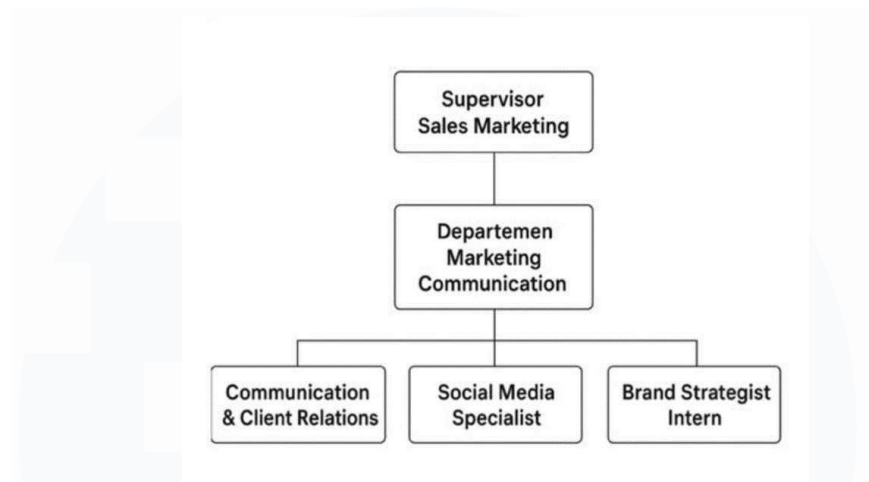 Supervisor
Sales Marketing
Departemen
Marketing
Communication
Communication
& Client Relations
Social Media
Specialist
Brand Strategist
Intern